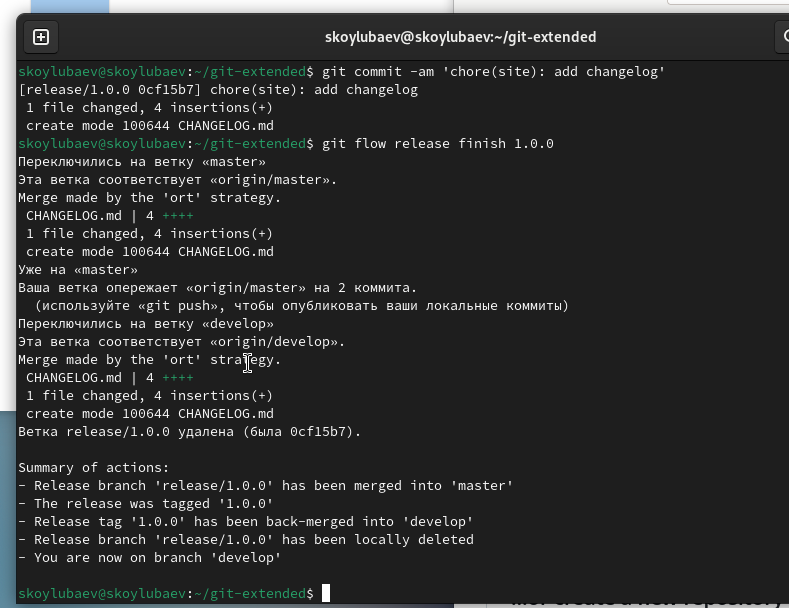 skoylubaev@skoylubaev:~/git-extended
skoylubaev@skoylubaev:~/git-extended$ git commit -am 'chore(site): add changelog'
[release/1.0.0 0cf15b7] chore(site): add changelog
 1 file changed, 4 insertions(+)
 create mode 100644 CHANGELOG.md
skoylubaev@skoylubaev:~/git-extended$ git flow release finish 1.0.0
Переключились на ветку «master»
Эта ветка соответствует «origin/master».
Merge made by the 'ort' strategy.
 CHANGELOG.md | 4 ++++
 1 file changed, 4 insertions(+)
 create mode 100644 CHANGELOG.md
Уже на «master»
Ваша ветка опережает «origin/master» на 2 коммита.
  (используйте «git push», чтобы опубликовать ваши локальные коммиты)
Переключились на ветку «develop»
Эта ветка соответствует «origin/develop».
Merge made by the 'ort' strategy.
 CHANGELOG.md | 4 ++++
 1 file changed, 4 insertions(+)
 create mode 100644 CHANGELOG.md
Ветка release/1.0.0 удалена (была 0cf15b7).
Summary of actions:
- Release branch 'release/1.0.0' has been merged into 'master'
- The release was tagged '1.0.0'
- Release tag '1.0.0' has been back-merged into 'develop'
- Release branch 'release/1.0.0' has been locally deleted
- You are now on branch 'develop'
skoylubaev@skoylubaev:~/git-extended$